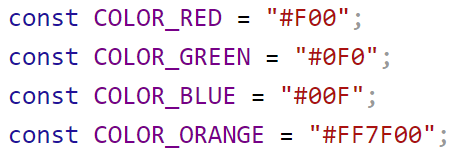 const COLOR_RED = "#F00";
const COLOR_GREEN = "#0F0";
const COLOR_BLUE = "#00F";
const COLOR_ORANGE = "#FF7F00";